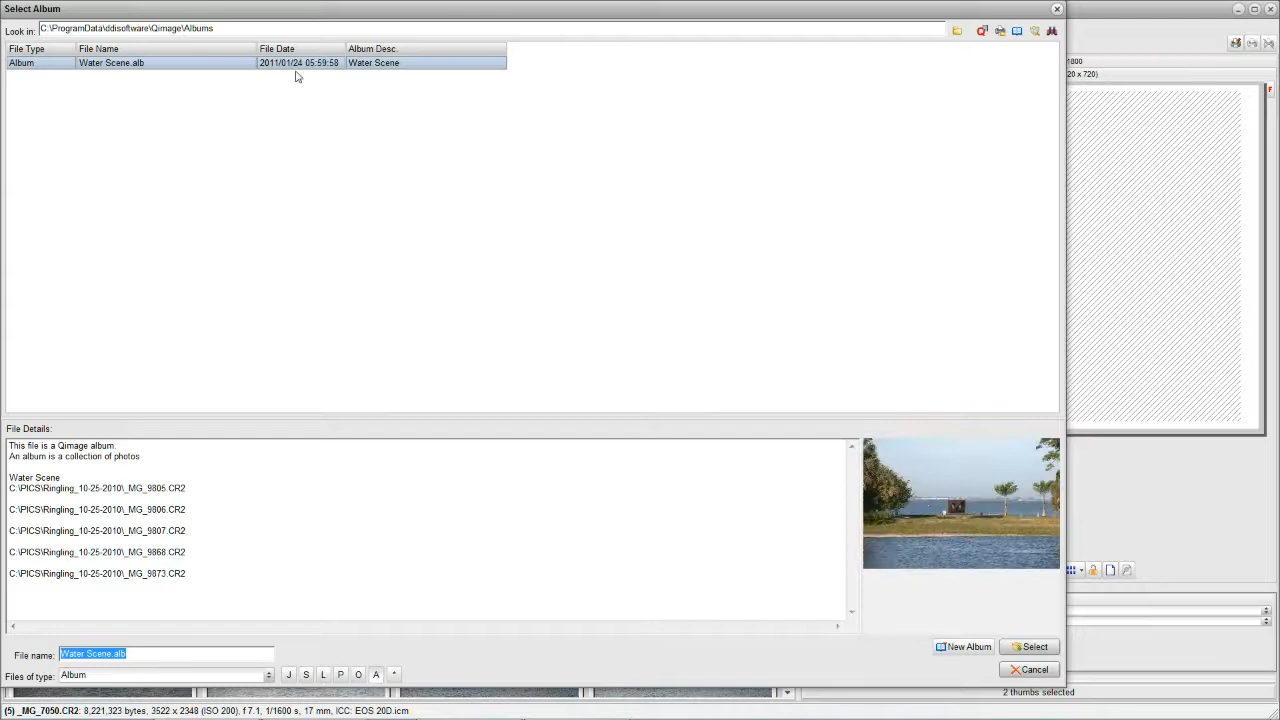 Select Album
Look in: C:\ProgramData\ddisoftware\Qimage\Albums
1800
20 x 720)
F
File Type File Name File Date Album Desc.
Album Water Scene.alb 2011/01/24 05:59:58 Water Scene
File Details:
This file is a Qimage album.
An album is a collection of photos
Water Scene
C:\PICS\Ringling_10-25-2010\_MG_9805.CR2
C:\PICS\Ringling_10-25-2010\_MG_9806.CR2
C:\PICS\Ringling_10-25-2010\_MG_9807.CR2
C:\PICS\Ringling_10-25-2010\_MG_9868.CR2
C:\PICS\Ringling_10-25-2010\_MG_9873.CR2
File name: Water Scene.alb
New Album Select
Files of type: Album J S L P O A *
Cancel
2 thumbs selected
(5) _MG_7050.CR2: 8,221,323 bytes, 3522 x 2348 (ISO 200), f 7.1, 1/1600 s, 17 mm, ICC: EOS 20D.icm